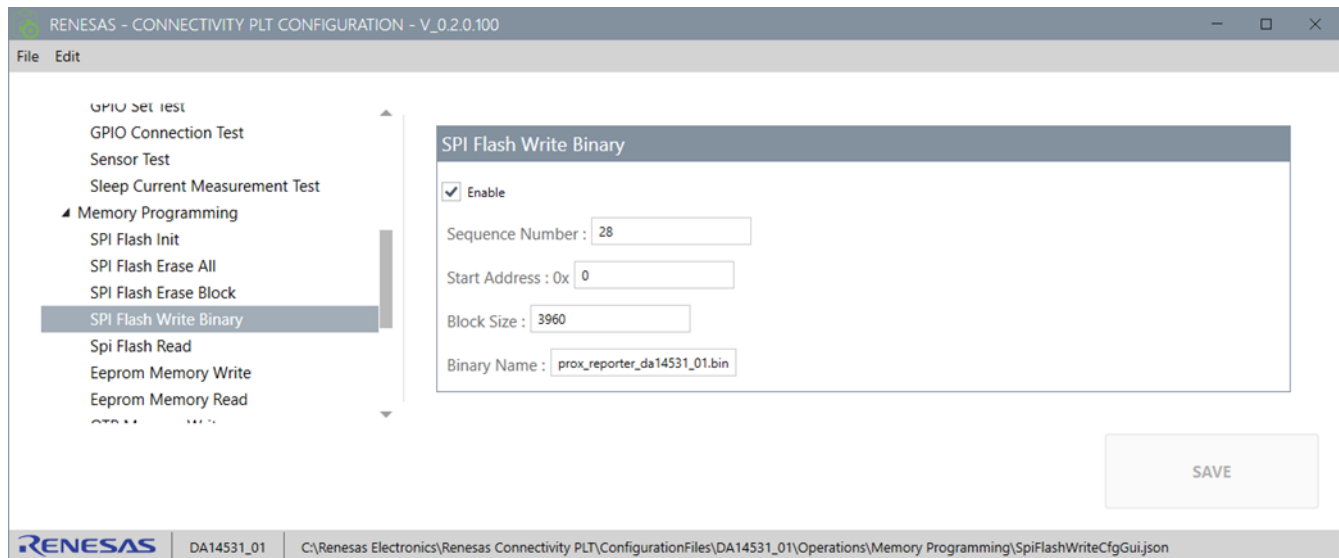 RENESAS - CONNECTIVITY PLT CONFIGURATION - V_0.2.0.100
File Edit
GPIO Set Test
GPIO Connection Test
Sensor Test
Sleep Current Measurement Test
Memory Programming
SPI Flash Init
SPI Flash Erase All
SPI Flash Erase Block
SPI Flash Write Binary
Spi Flash Read
Eeprom Memory Write
Eeprom Memory Read
SPI Flash Write Binary
Enable
Sequence Number : 28
Start Address : 0x 0
Block Size : 3960
Binary Name : prox_reporter_da14531_01.bin
SAVE
RENESAS DA14531_01 C:\Renesas Electronics\Renesas Connectivity PLT\ConfigurationFiles\DA14531_01\Operations\Memory Programming\SpiFlashWriteCfgGui.json